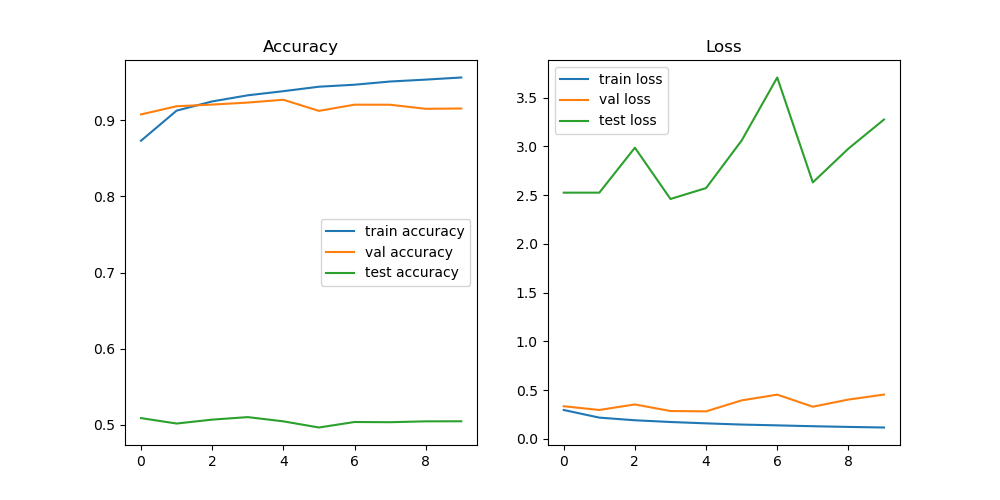 Accuracy
0.9
0.8
0.7
0.6
0.5
0 2 4 6 8
train accuracy
val accuracy
test accuracy
Loss
3.5
3.0
2.5
2.0
1.5
1.0
0.5
0.0
0 2 4 6 8
train loss
val loss
test loss